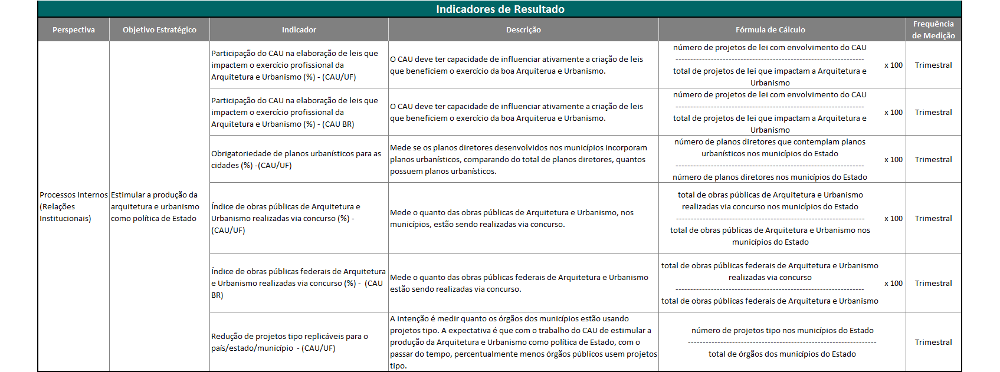 Indicadores de Resultado
Perspectiva
Objetivo Estratégico
Indicador
Descrição
Fórmula de Cálculo
Frequência
de Medição
Processos Internos
(Relações
Institucionais)
Estimular a produção da
arquitetura e urbanismo
como política de Estado
Participação do CAU na elaboração de leis que
impactem o exercício profissional da
Arquitetura e Urbanismo (%) - (CAU/UF)
O CAU deve ter capacidade de influenciar ativamente a criação de leis
que beneficiem o exercício da boa Arquiterua e Urbanismo.
número de projetos de lei com envolvimento do CAU
----------------------------------------------------------------
total de projetos de lei que impactam a Arquitetura e
Urbanismo
x 100
Trimestral
Participação do CAU na elaboração de leis que
impactem o exercício profissional da
Arquitetura e Urbanismo (%) - (CAU BR)
O CAU deve ter capacidade de influenciar ativamente a criação de leis
que beneficiem o exercício da boa Arquiterua e Urbanismo.
número de projetos de lei com envolvimento do CAU
----------------------------------------------------------------
total de projetos de lei que impactam a Arquitetura e
Urbanismo
x 100
Trimestral
Obrigatoriedade de planos urbanísticos para as
cidades (%) -(CAU/UF)
Mede se os planos diretores desenvolvidos nos municípios incorporam
planos urbanísticos, comparando do total de planos diretores, quantos
possuem planos urbanísticos.
número de planos diretores que contemplam planos
urbanísticos nos municípios do Estado
----------------------------------------------------------------
número de planos diretores nos municípios do Estado
x 100
Trimestral
Índice de obras públicas de Arquitetura e
Urbanismo realizadas via concurso (%) -
(CAU/UF)
Mede o quanto das obras públicas de Arquitetura e Urbanismo, nos
municípios, estão sendo realizadas via concurso.
total de obras públicas de Arquitetura e Urbanismo
realizadas via concurso nos municípios do Estado
----------------------------------------------------------------
total de obras públicas de Arquitetura e Urbanismo nos
municípios do Estado
x 100
Trimestral
Índice de obras públicas federais de Arquitetura
e Urbanismo realizadas via concurso (%) - (CAU
BR)
Mede o quanto das obras públicas federais de Arquitetura e Urbanismo
estão sendo realizadas via concurso.
total de obras públicas federais de Arquitetura e Urbanismo
realizadas via concurso
----------------------------------------------------------------
total de obras públicas federais de Arquitetura e Urbanismo
x 100
Trimestral
Redução de projetos tipo replicáveis para o
país/estado/município - (CAU/UF)
A intenção é medir quanto os órgãos dos municípios estão usando
projetos tipo. A expectativa é que com o trabalho do CAU de estimular a
produção da Arquitetura e Urbanismo como política de Estado, com o
passar do tempo, percentualmente menos órgãos públicos usem projetos
tipo.
número de projetos tipo nos municípios do Estado
----------------------------------------------------------------
total de órgãos dos municípios do Estado
Trimestral